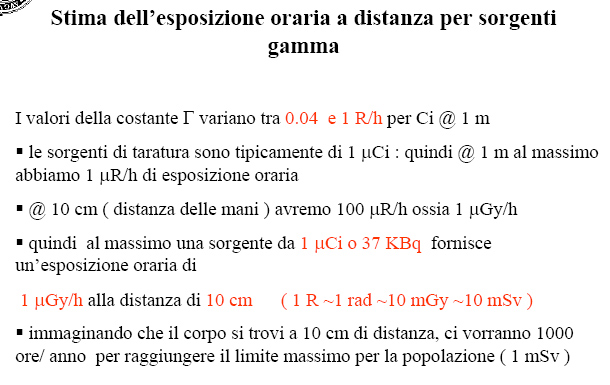 Stima dell’esposizione oraria a distanza per sorgenti
gamma
I valori della costante Γ variano tra 0.04 e 1 R/h per Ci @ 1 m
▪ le sorgenti di taratura sono tipicamente di 1 μCi : quindi @ 1 m al massimo
abbiamo 1 μR/h di esposizione oraria
▪ @ 10 cm ( distanza delle mani ) avremo 100 μR/h ossia 1 μGy/h
▪ quindi al massimo una sorgente da 1 μCi o 37 KBq fornisce
un’esposizione oraria di
1 μGy/h alla distanza di 10 cm ( 1 R ~1 rad ~10 mGy ~10 mSv )
▪ immaginando che il corpo si trovi a 10 cm di distanza, ci vorranno 1000
ore/ anno per raggiungere il limite massimo per la popolazione ( 1 mSv )